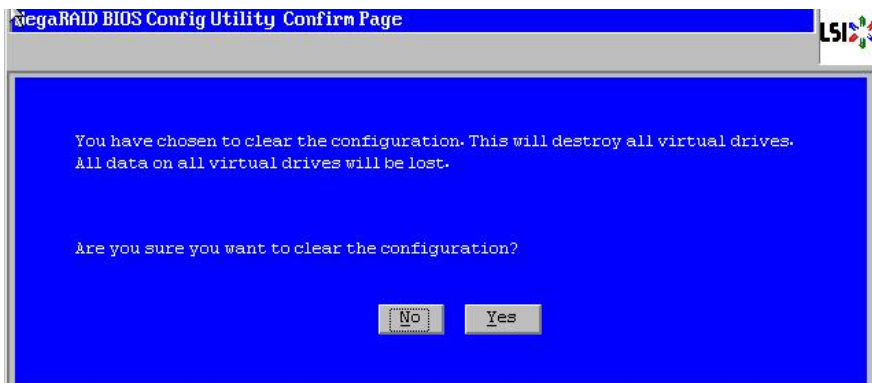 MegaRAID BIOS Config Utility Confirm Page
LSI
You have chosen to clear the configuration. This will destroy all virtual drives.
All data on all virtual drives will be lost.
Are you sure you want to clear the configuration?
No Yes